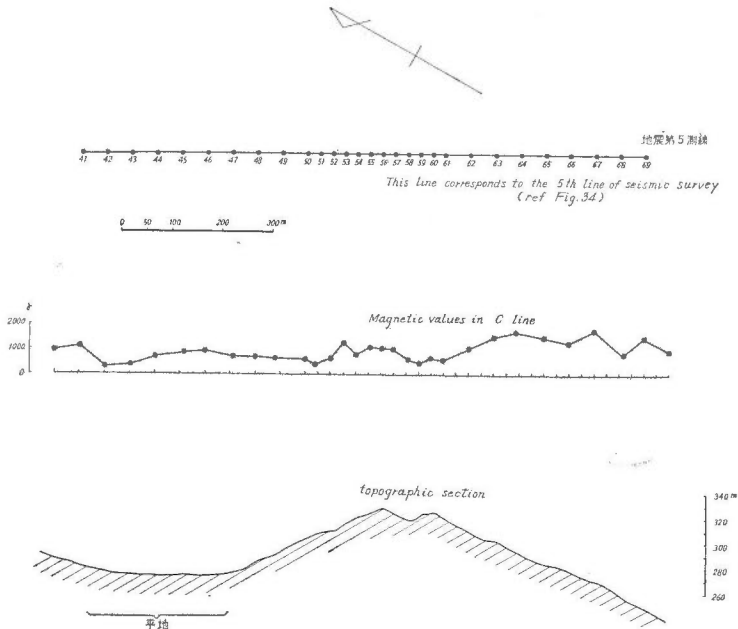 地震第5測線
41 42 43 44 45 46 47 48 49 50 51 52 53 54 55 56 57 58 59 60 61 62 63 64 65 66 67 68 69
This line corresponds to the 5th line of seismic survey
(ref Fig.34)
0 50 100 200 300 m
γ
2000
1000
0
Magnetic values in C line
topographic section
340 m
320
300
280
260
平地